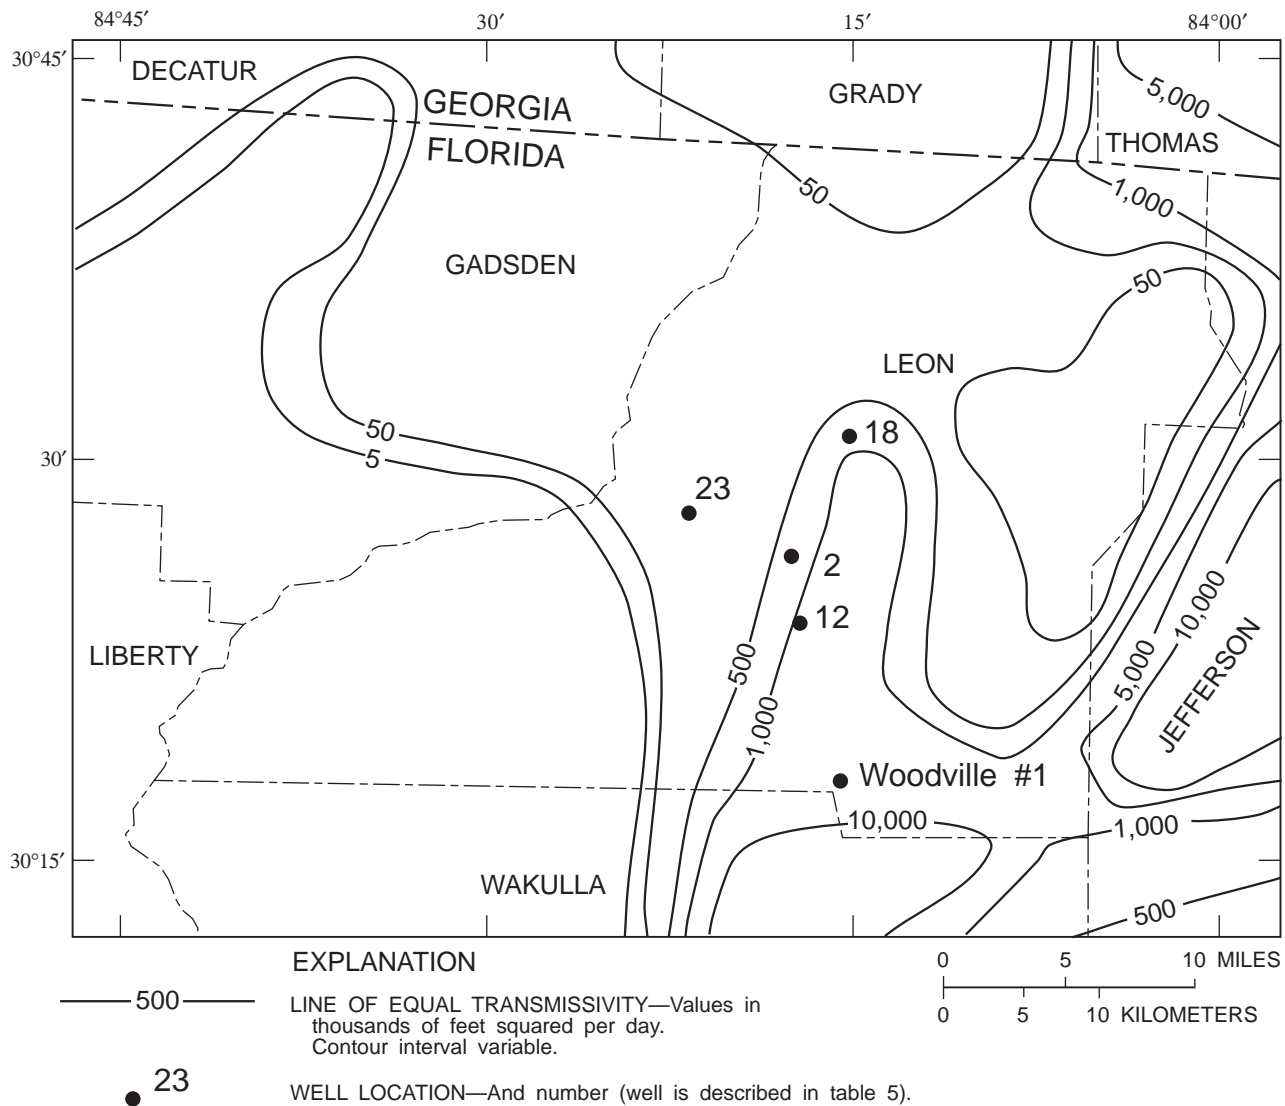 84°45′ 30′ 15′ 84°00′
30°45′
DECATUR
GEORGIA
GRADY
5,000
FLORIDA
THOMAS
50
1,000
GADSDEN
50
LEON
50
5
18
30′
23
2
12
10,000
LIBERTY
500
5,000
JEFFERSON
1,000
Woodville #1
10,000
1,000
30°15′
WAKULLA
500
EXPLANATION
0 5 10 MILES
0 5 10 KILOMETERS
500
LINE OF EQUAL TRANSMISSIVITY—Values in
thousands of feet squared per day.
Contour interval variable.
23
WELL LOCATION—And number (well is described in table 5).